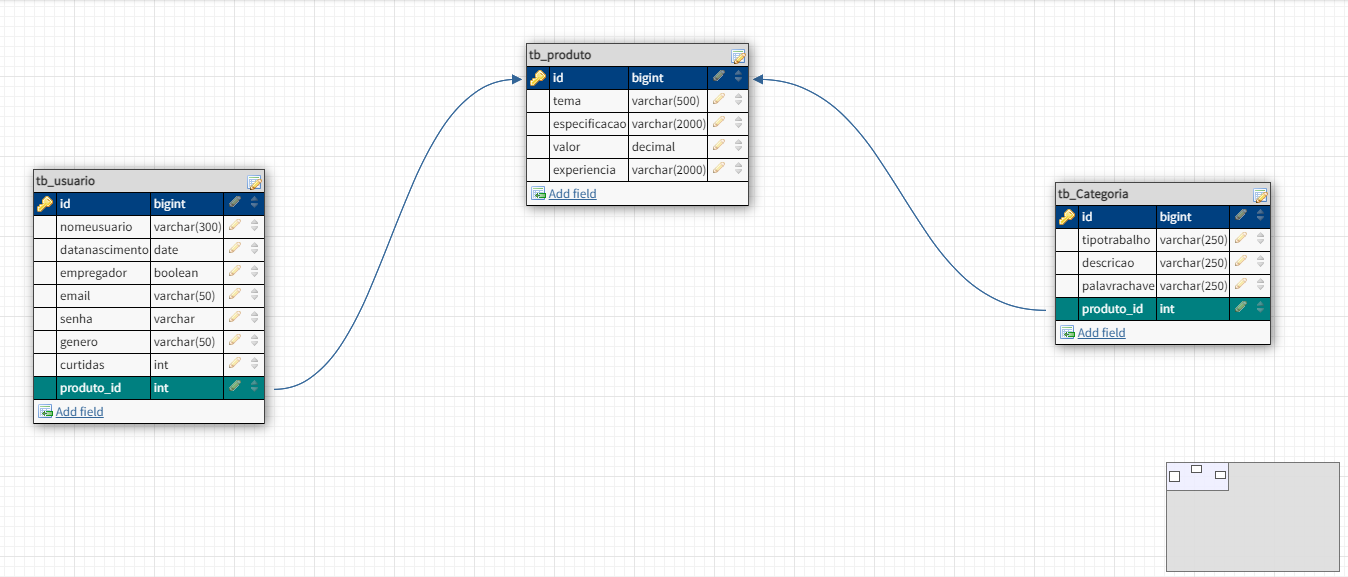 tb_produto
id bigint
tema varchar(500)
especificacao varchar(2000)
valor decimal
experiencia varchar(2000)
Add field
tb_usuario
id bigint
nomeusuario varchar(300)
datanascimento date
empregador boolean
email varchar(50)
senha varchar
genero varchar(50)
curtidas int
produto_id int
Add field
tb_Categoria
id bigint
tipotrabalho varchar(250)
descricao varchar(250)
palavrachave varchar(250)
produto_id int
Add field